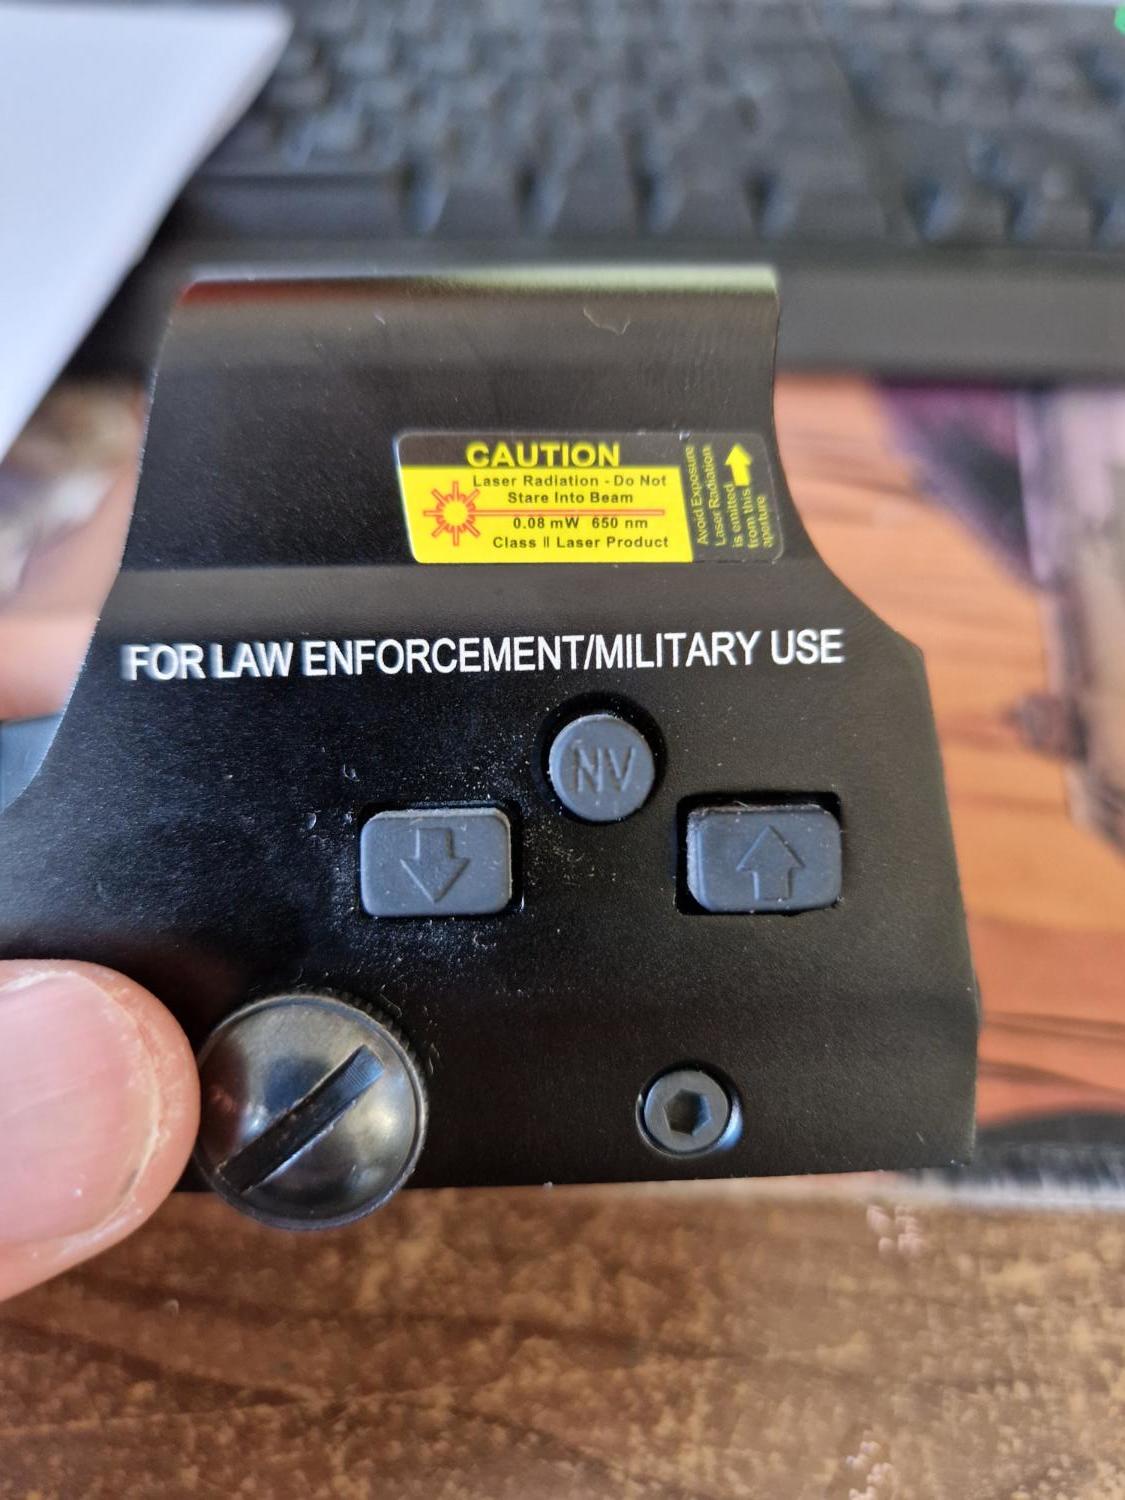 CAUTION
Laser Radiation - Do Not
Stare Into Beam
0.08 mW 650 nm
Class II Laser Product
Avoid Exposure
Laser Radiation
is emitted
from this
aperture
FOR LAW ENFORCEMENT/MILITARY USE
NV